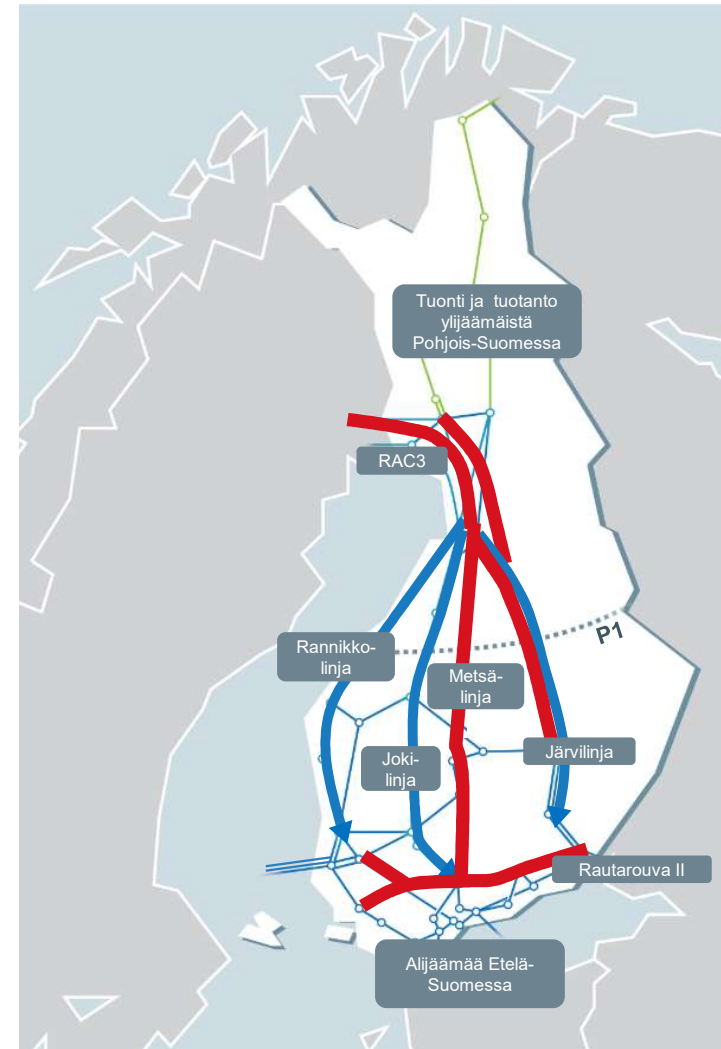 Tuonti ja tuotanto
ylijäämäistä
Pohjois-Suomessa
RAC3
P1
Rannikko-
linja
Metsä-
linja
Joki-
linja
Järvilinja
Rautarouva II
Alijäämää Etelä-
Suomessa